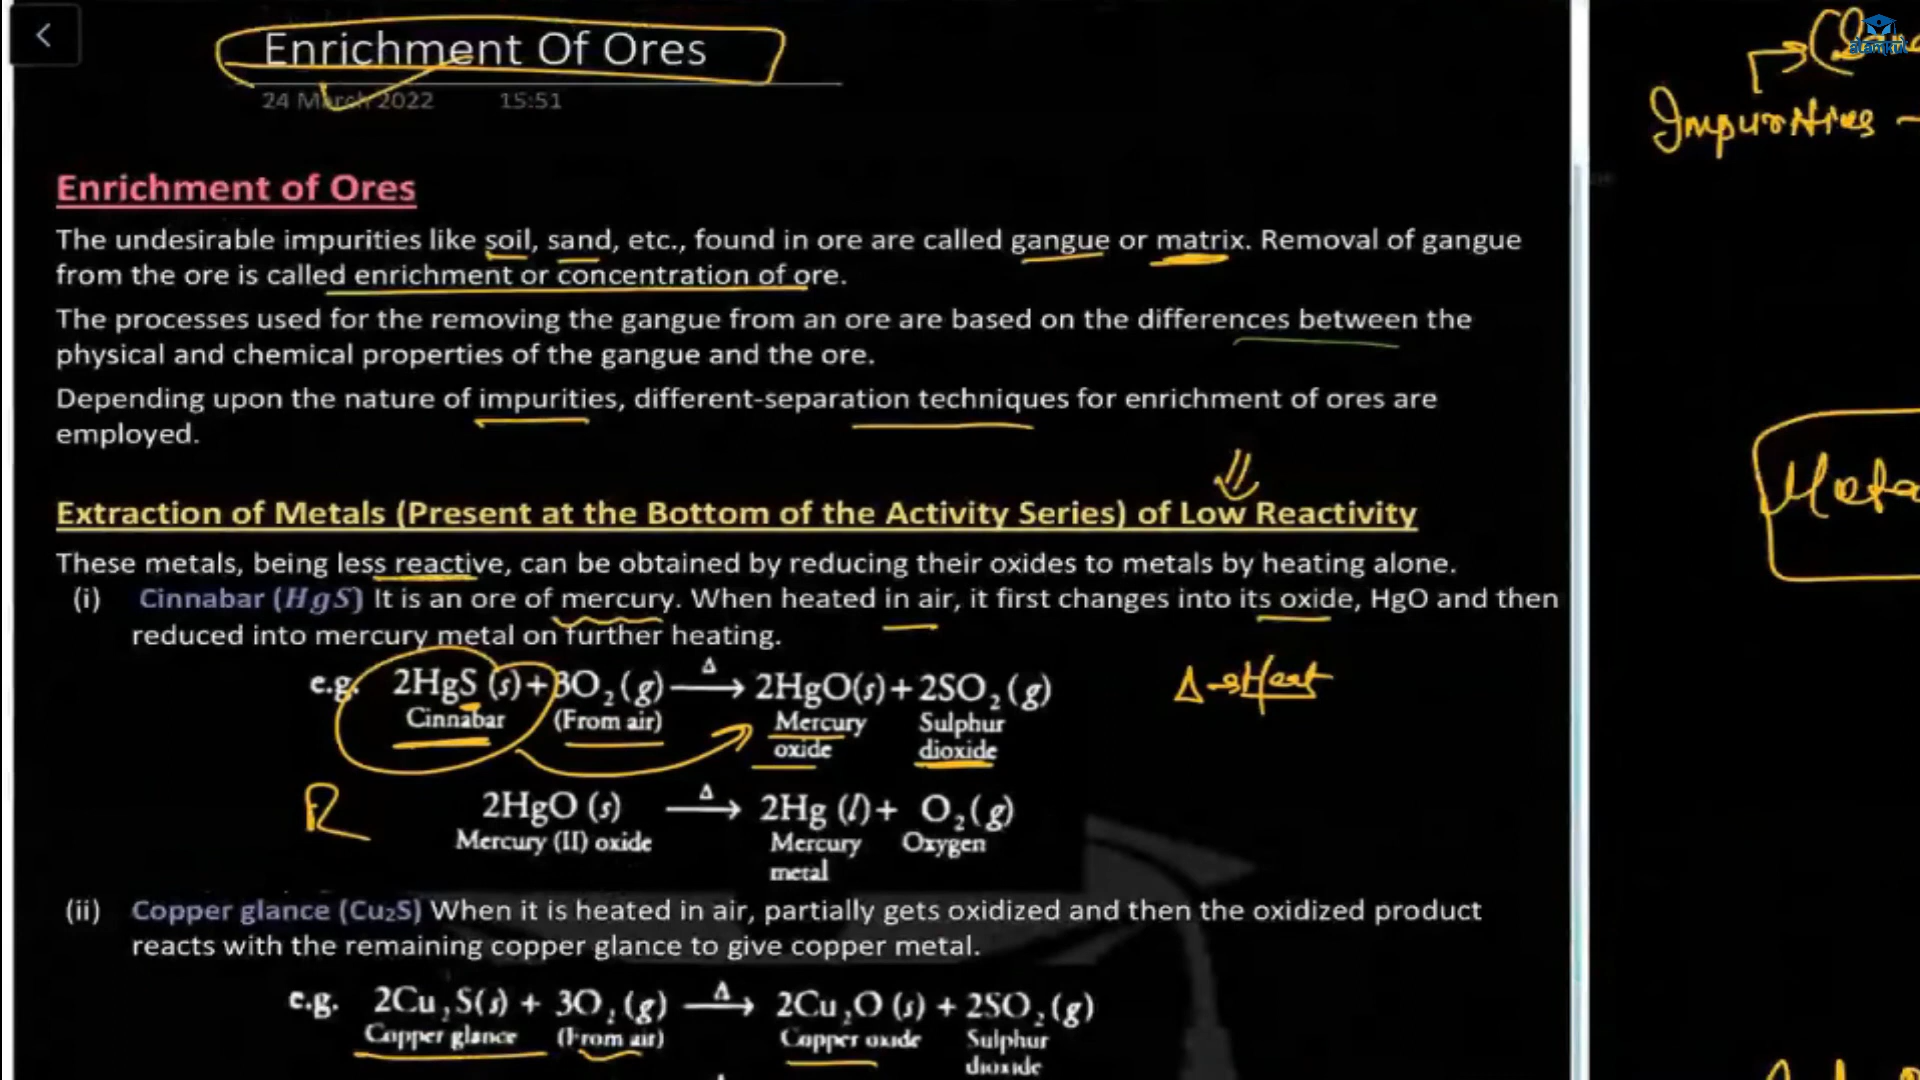 Enrichment Of Ores
24 March 2022 15:51
Enrichment of Ores
The undesirable impurities like soil, sand, etc., found in ore are called gangue or matrix. Removal of gangue
from the ore is called enrichment or concentration of ore.
The processes used for the removing the gangue from an ore are based on the differences between the
physical and chemical properties of the gangue and the ore.
Depending upon the nature of impurities, different-separation techniques for enrichment of ores are
employed.
Extraction of Metals (Present at the Bottom of the Activity Series) of Low Reactivity
These metals, being less reactive, can be obtained by reducing their oxides to metals by heating alone.
(i) Cinnabar (HgS) It is an ore of mercury. When heated in air, it first changes into its oxide, HgO and then
reduced into mercury metal on further heating.
e.g. 2HgS (s) + 3O₂ (g) —Δ→ 2HgO(s) + 2SO₂ (g)
Cinnabar (From air) Mercury Sulphur
oxide dioxide
Δ → Heat
R
2HgO (s) —Δ→ 2Hg (l) + O₂ (g)
Mercury (II) oxide Mercury Oxygen
metal
(ii) Copper glance (Cu₂S) When it is heated in air, partially gets oxidized and then the oxidized product
reacts with the remaining copper glance to give copper metal.
e.g. 2Cu₂S(s) + 3O₂ (g) —Δ→ 2Cu₂O (s) + 2SO₂ (g)
Copper glance (From air) Copper oxide Sulphur
dioxide
Impurities
alamkul